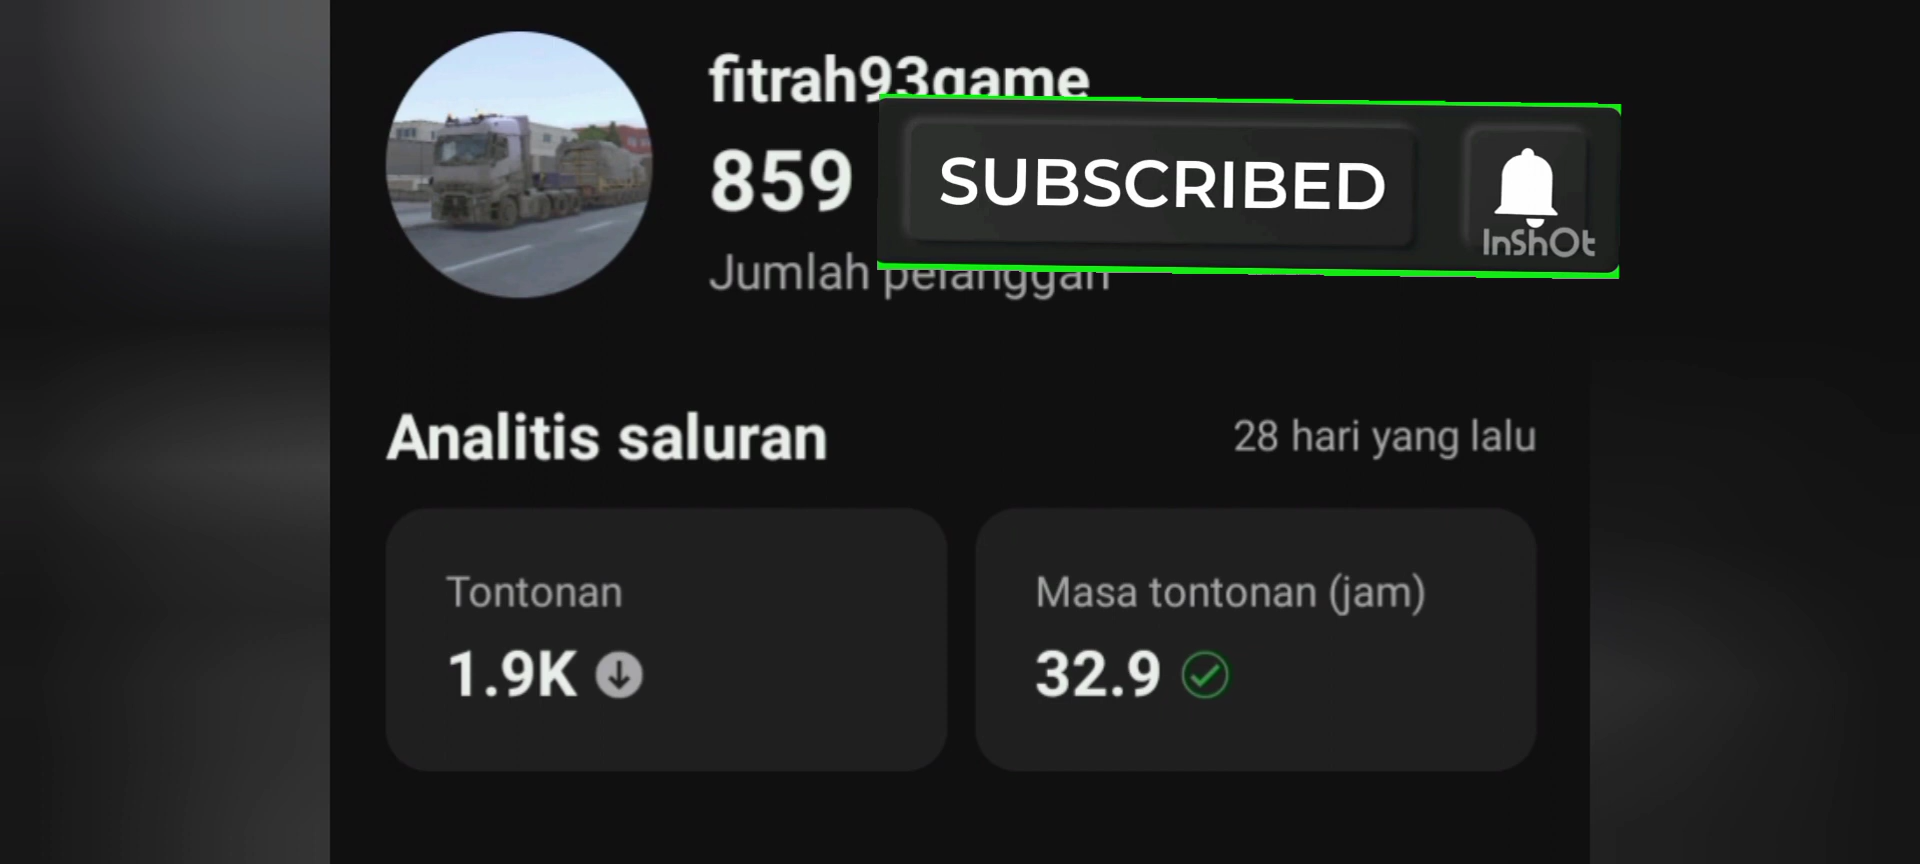 fitrah93game
859
SUBSCRIBED
InShOt
Jumlah pelanggan
Analitis saluran
28 hari yang lalu
Tontonan
Masa tontonan (jam)
1.9K
32.9